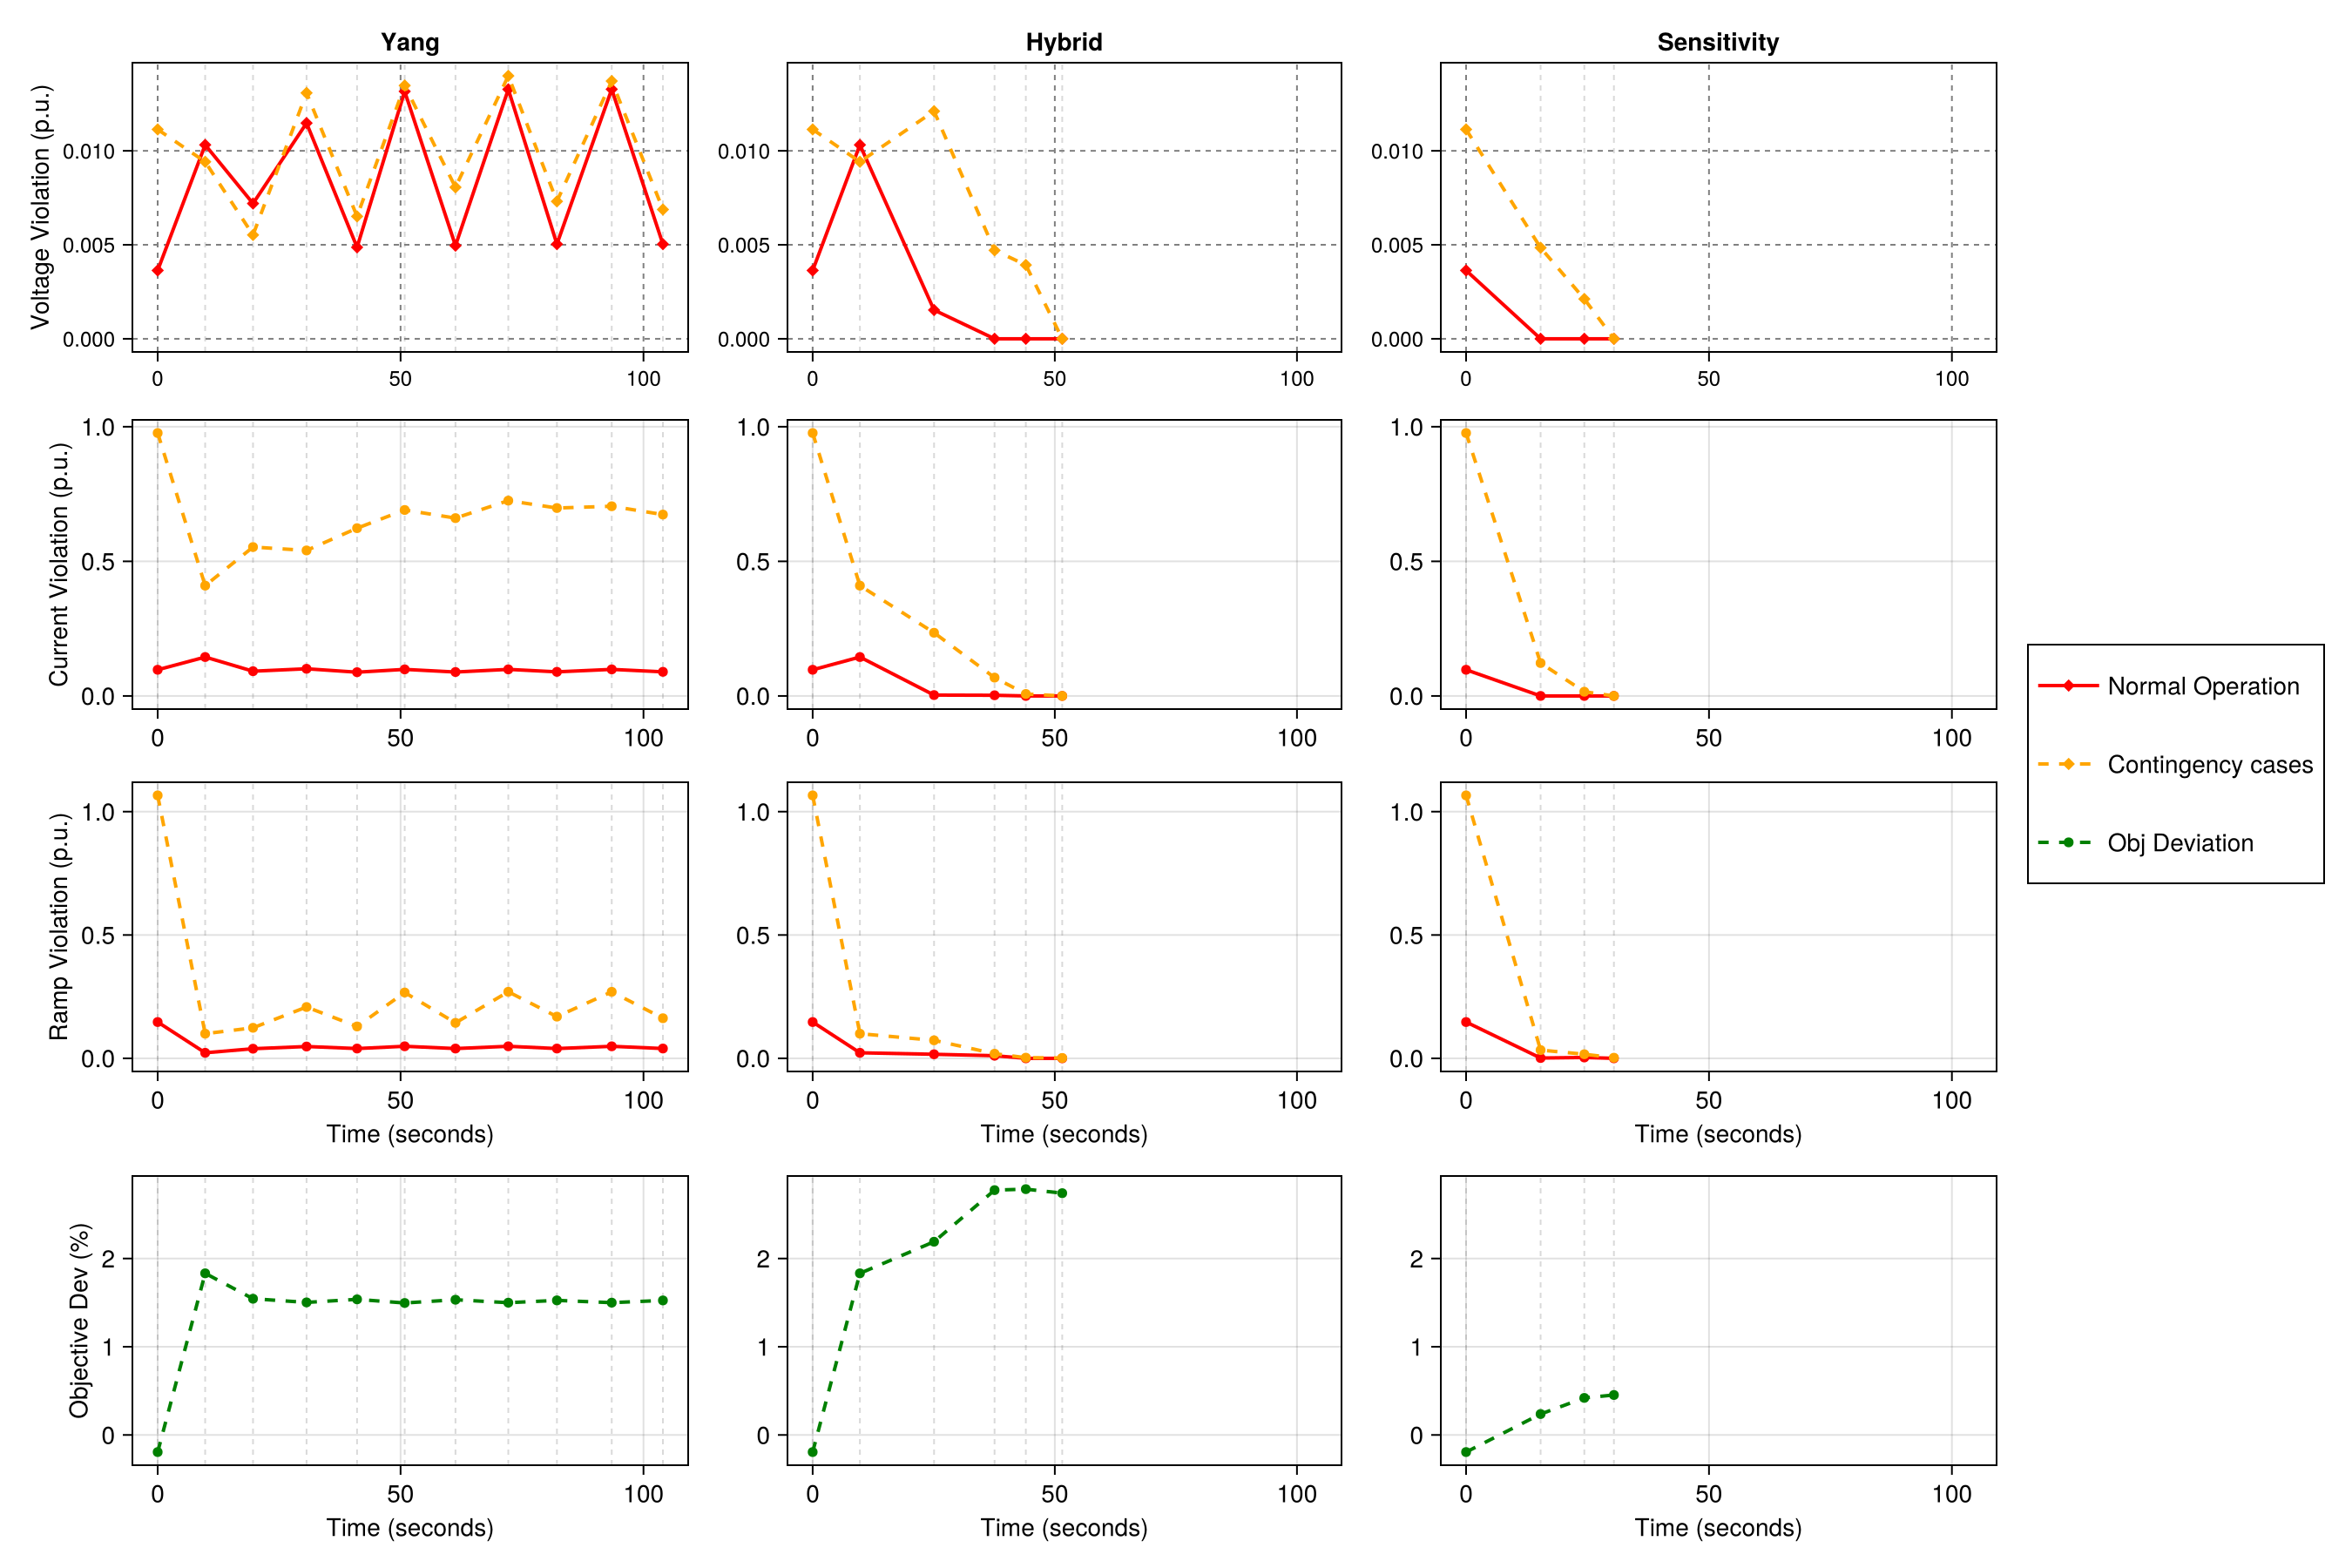 Yang
Hybrid
Sensitivity
Voltage Violation (p.u.)
0.010
0.005
0.000
0 50 100
0.010
0.005
0.000
0 50 100
0.010
0.005
0.000
0 50 100
Current Violation (p.u.)
1.0
0.5
0.0
0 50 100
1.0
0.5
0.0
0 50 100
1.0
0.5
0.0
0 50 100
Normal Operation
Contingency cases
Obj Deviation
Ramp Violation (p.u.)
1.0
0.5
0.0
0 50 100
Time (seconds)
1.0
0.5
0.0
0 50 100
Time (seconds)
1.0
0.5
0.0
0 50 100
Time (seconds)
Objective Dev (%)
2
1
0
0 50 100
Time (seconds)
2
1
0
0 50 100
Time (seconds)
2
1
0
0 50 100
Time (seconds)